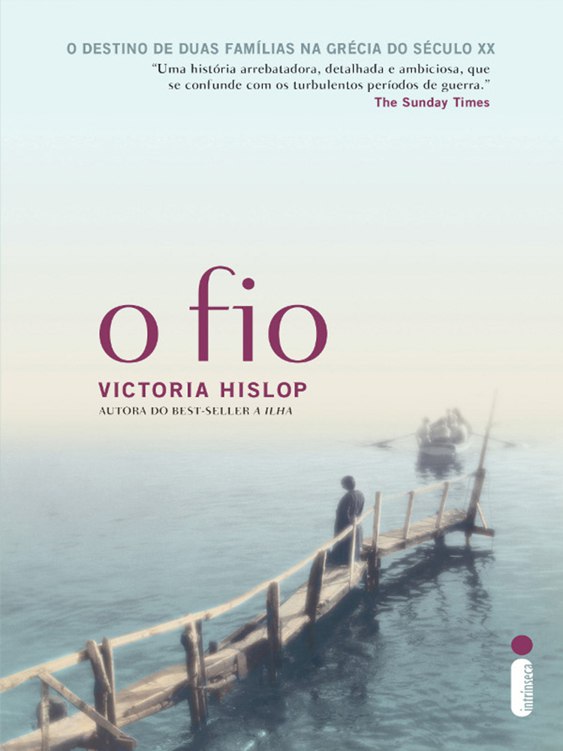 O DESTINO DE DUAS FAMÍLIAS NA GRÉCIA DO SÉCULO XX
“Uma história arrebatadora, detalhada e ambiciosa, que
se confunde com os turbulentos períodos de guerra.”
The Sunday Times
o fio
VICTORIA HISLOP
AUTORA DO BEST-SELLER A ILHA
intrínseca